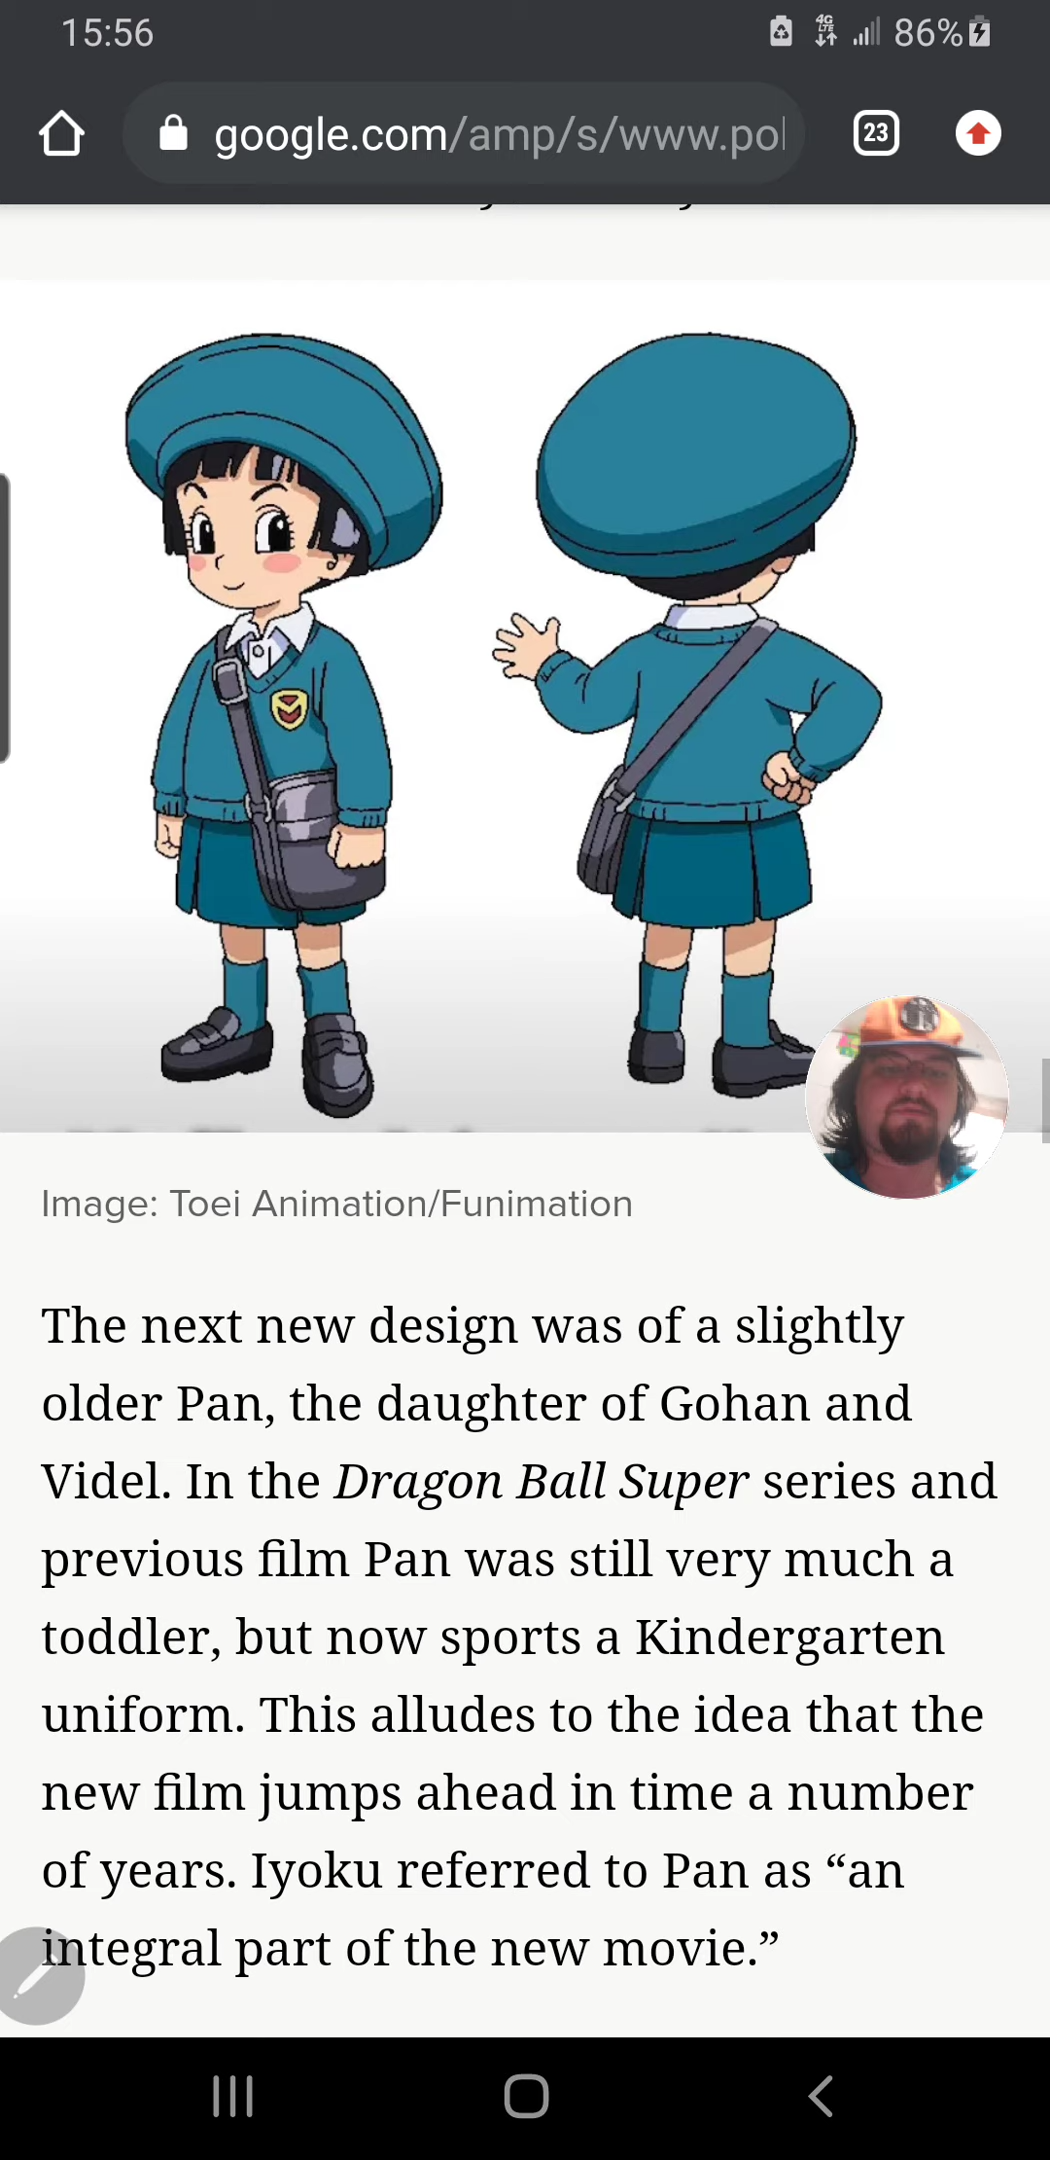 15:56
4G
LTE
86%
google.com/amp/s/www.pol
23
Image: Toei Animation/Funimation
The next new design was of a slightly
older Pan, the daughter of Gohan and
Videl. In the Dragon Ball Super series and
previous film Pan was still very much a
toddler, but now sports a Kindergarten
uniform. This alludes to the idea that the
new film jumps ahead in time a number
of years. Iyoku referred to Pan as “an
integral part of the new movie.”